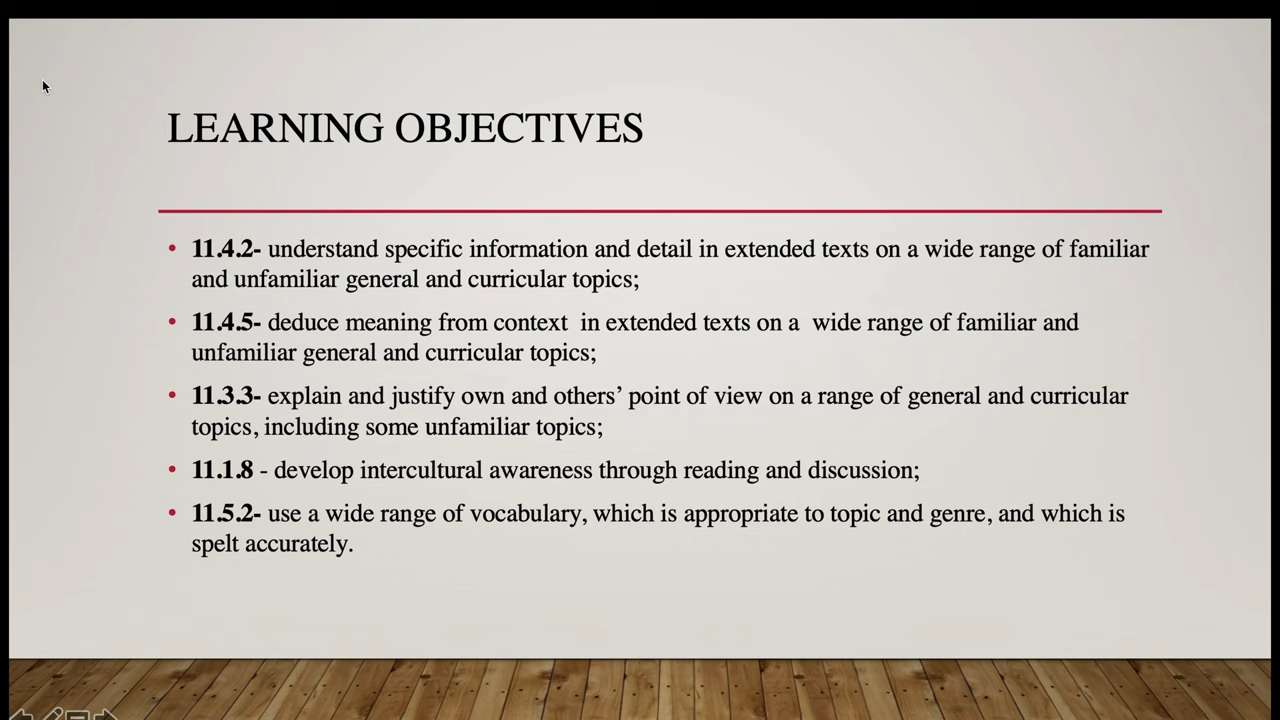 LEARNING OBJECTIVES
• 11.4.2- understand specific information and detail in extended texts on a wide range of familiar
and unfamiliar general and curricular topics;
• 11.4.5- deduce meaning from context  in extended texts on a  wide range of familiar and
unfamiliar general and curricular topics;
• 11.3.3- explain and justify own and others’ point of view on a range of general and curricular
topics, including some unfamiliar topics;
• 11.1.8 - develop intercultural awareness through reading and discussion;
• 11.5.2- use a wide range of vocabulary, which is appropriate to topic and genre, and which is
spelt accurately.